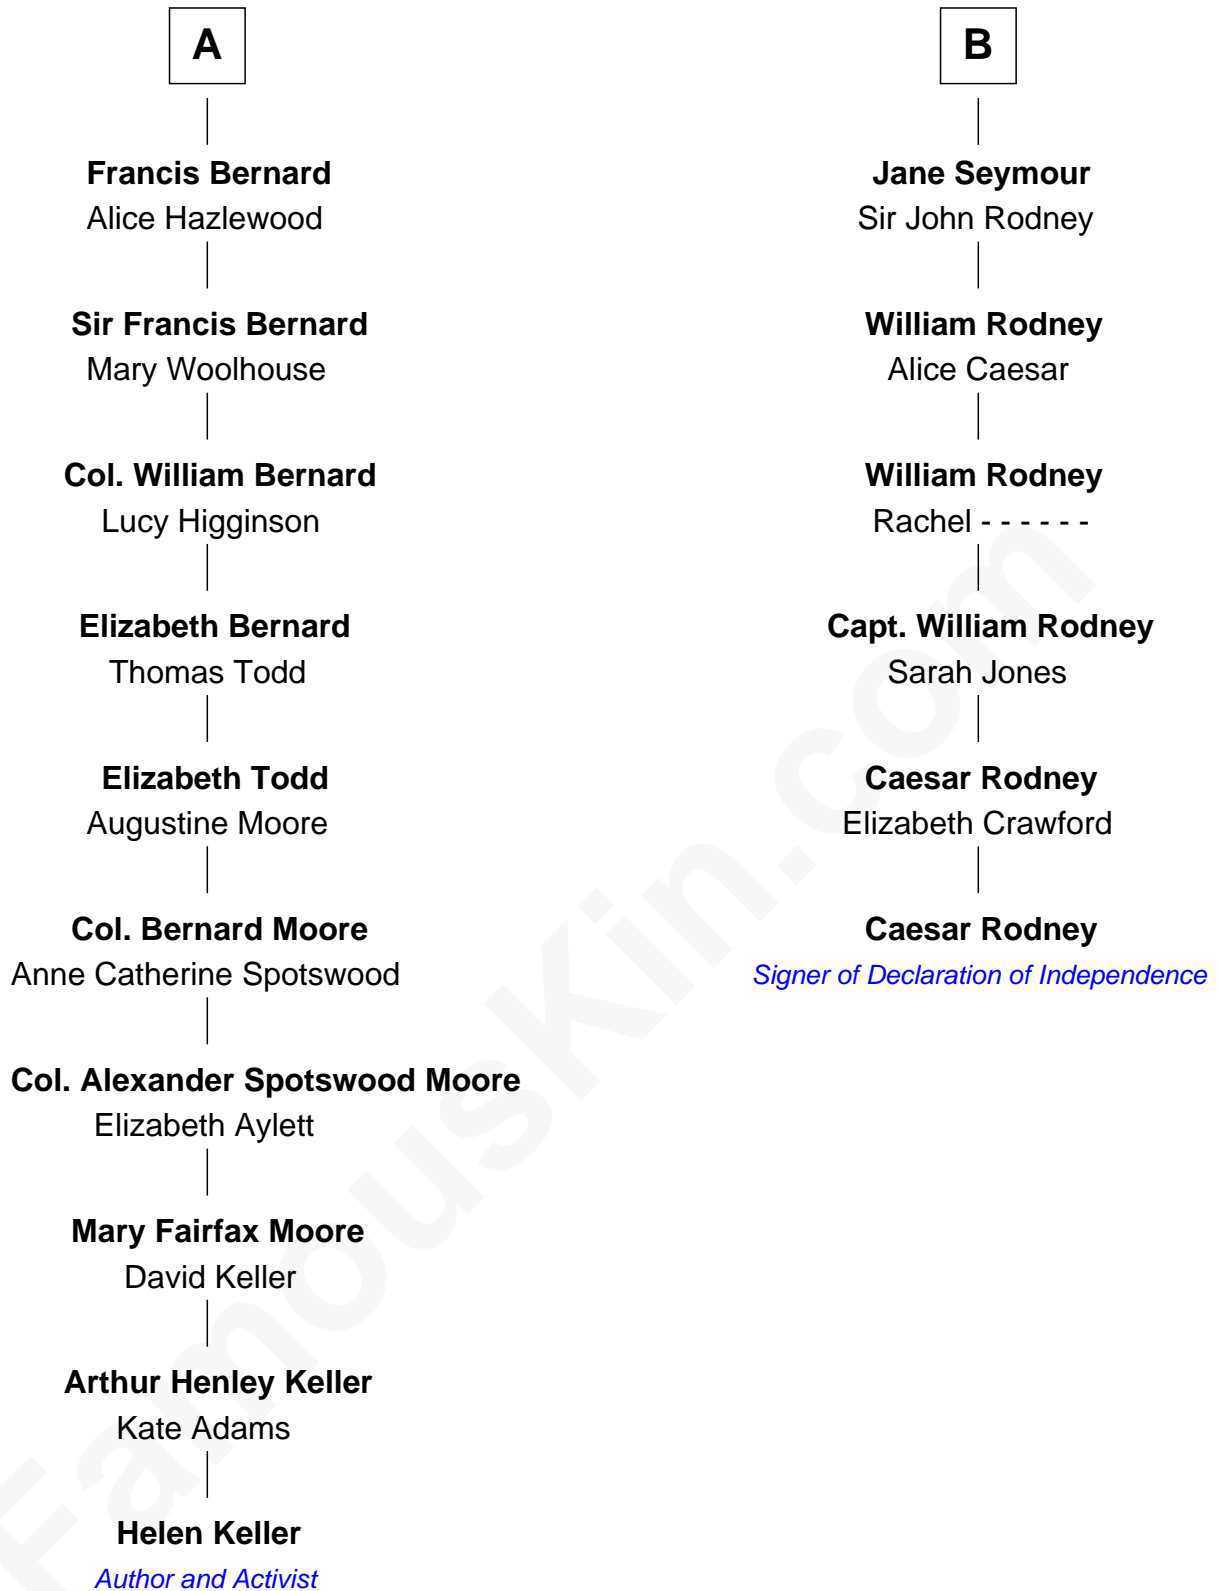 A
Francis Bernard
Alice Hazlewood
Sir Francis Bernard
Mary Woolhouse
Col. William Bernard
Lucy Higginson
Elizabeth Bernard
Thomas Todd
Elizabeth Todd
Augustine Moore
Col. Bernard Moore
Anne Catherine Spotswood
Col. Alexander Spotswood Moore
Elizabeth Aylett
Mary Fairfax Moore
David Keller
Arthur Henley Keller
Kate Adams
Helen Keller
Author and Activist
B
Jane Seymour
Sir John Rodney
William Rodney
Alice Caesar
William Rodney
Rachel - - - - - -
Capt. William Rodney
Sarah Jones
Caesar Rodney
Elizabeth Crawford
Caesar Rodney
Signer of Declaration of Independence
FamousKin.com